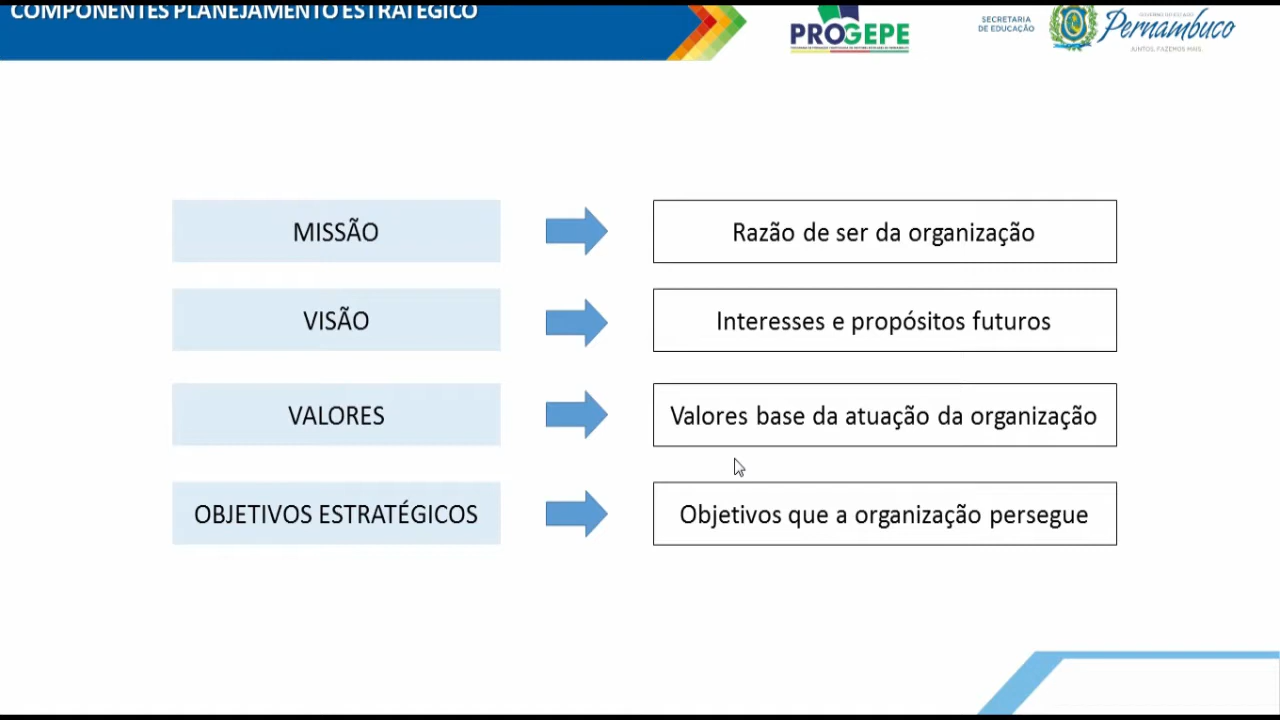 COMPONENTES PLANEJAMENTO ESTRATÉGICO
PROGEPE
SECRETARIA
DE EDUCAÇÃO
Pernambuco
JUNTOS, FAZEMOS MAIS.
MISSÃO
Razão de ser da organização
VISÃO
Interesses e propósitos futuros
VALORES
Valores base da atuação da organização
OBJETIVOS ESTRATÉGICOS
Objetivos que a organização persegue